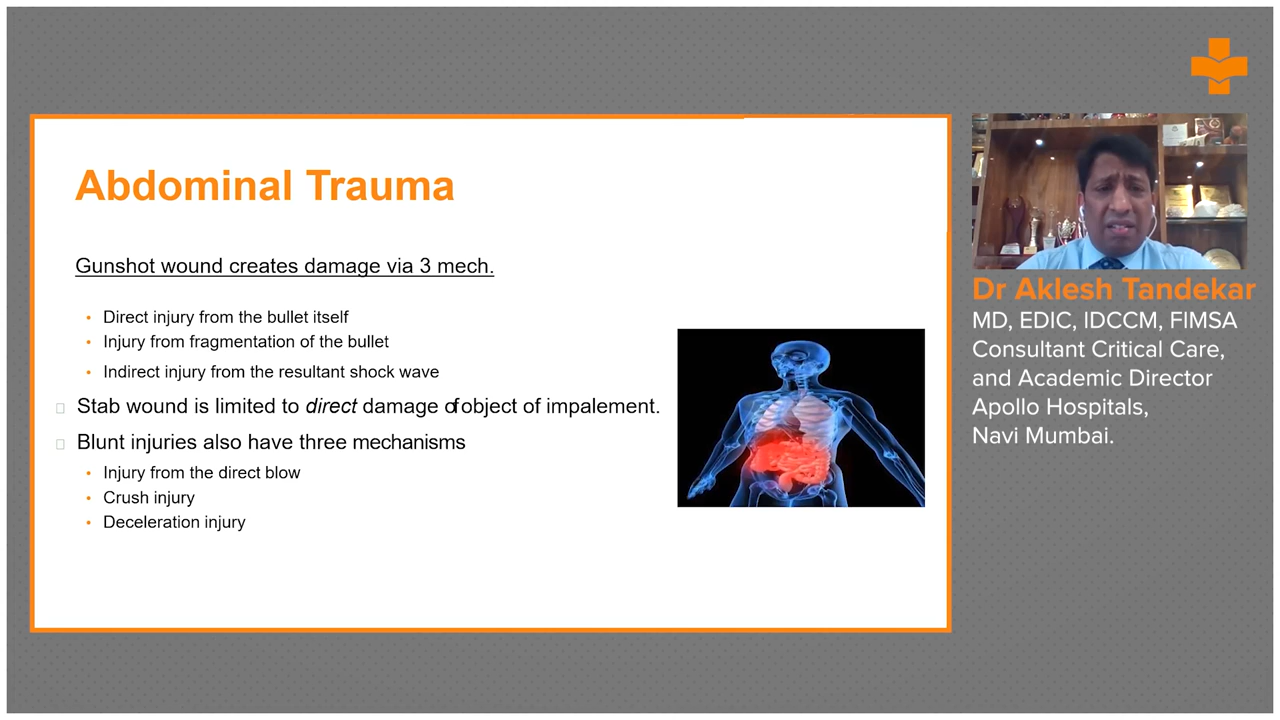 Abdominal Trauma
Gunshot wound creates damage via 3 mech.
• Direct injury from the bullet itself
• Injury from fragmentation of the bullet
• Indirect injury from the resultant shock wave
Stab wound is limited to direct damage of object of impalement.
Blunt injuries also have three mechanisms
• Injury from the direct blow
• Crush injury
• Deceleration injury
Dr Aklesh Tandekar
MD, EDIC, IDCCM, FIMSA
Consultant Critical Care,
and Academic Director
Apollo Hospitals,
Navi Mumbai.